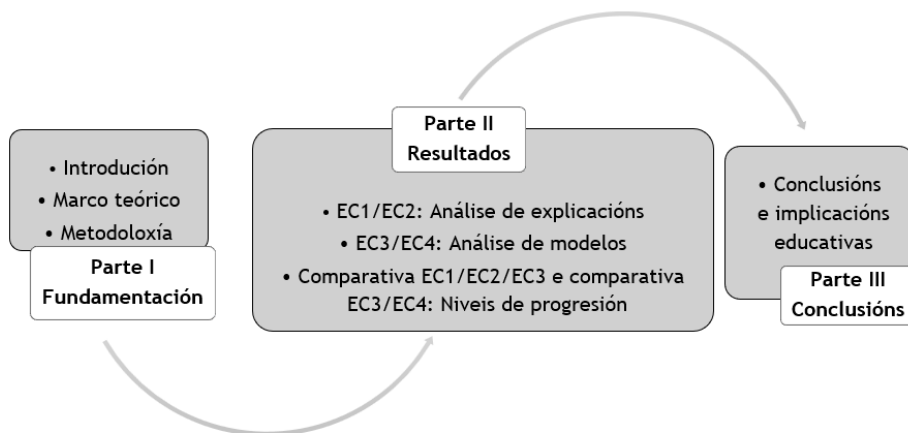 • Introdución
• Marco teórico
• Metodoloxía
Parte I
Fundamentación
Parte II
Resultados
• EC1/EC2: Análise de explicacións
• EC3/EC4: Análise de modelos
• Comparativa EC1/EC2/EC3 e comparativa
EC3/EC4: Niveis de progresión
• Conclusións
e implicacións
educativas
Parte III
Conclusións